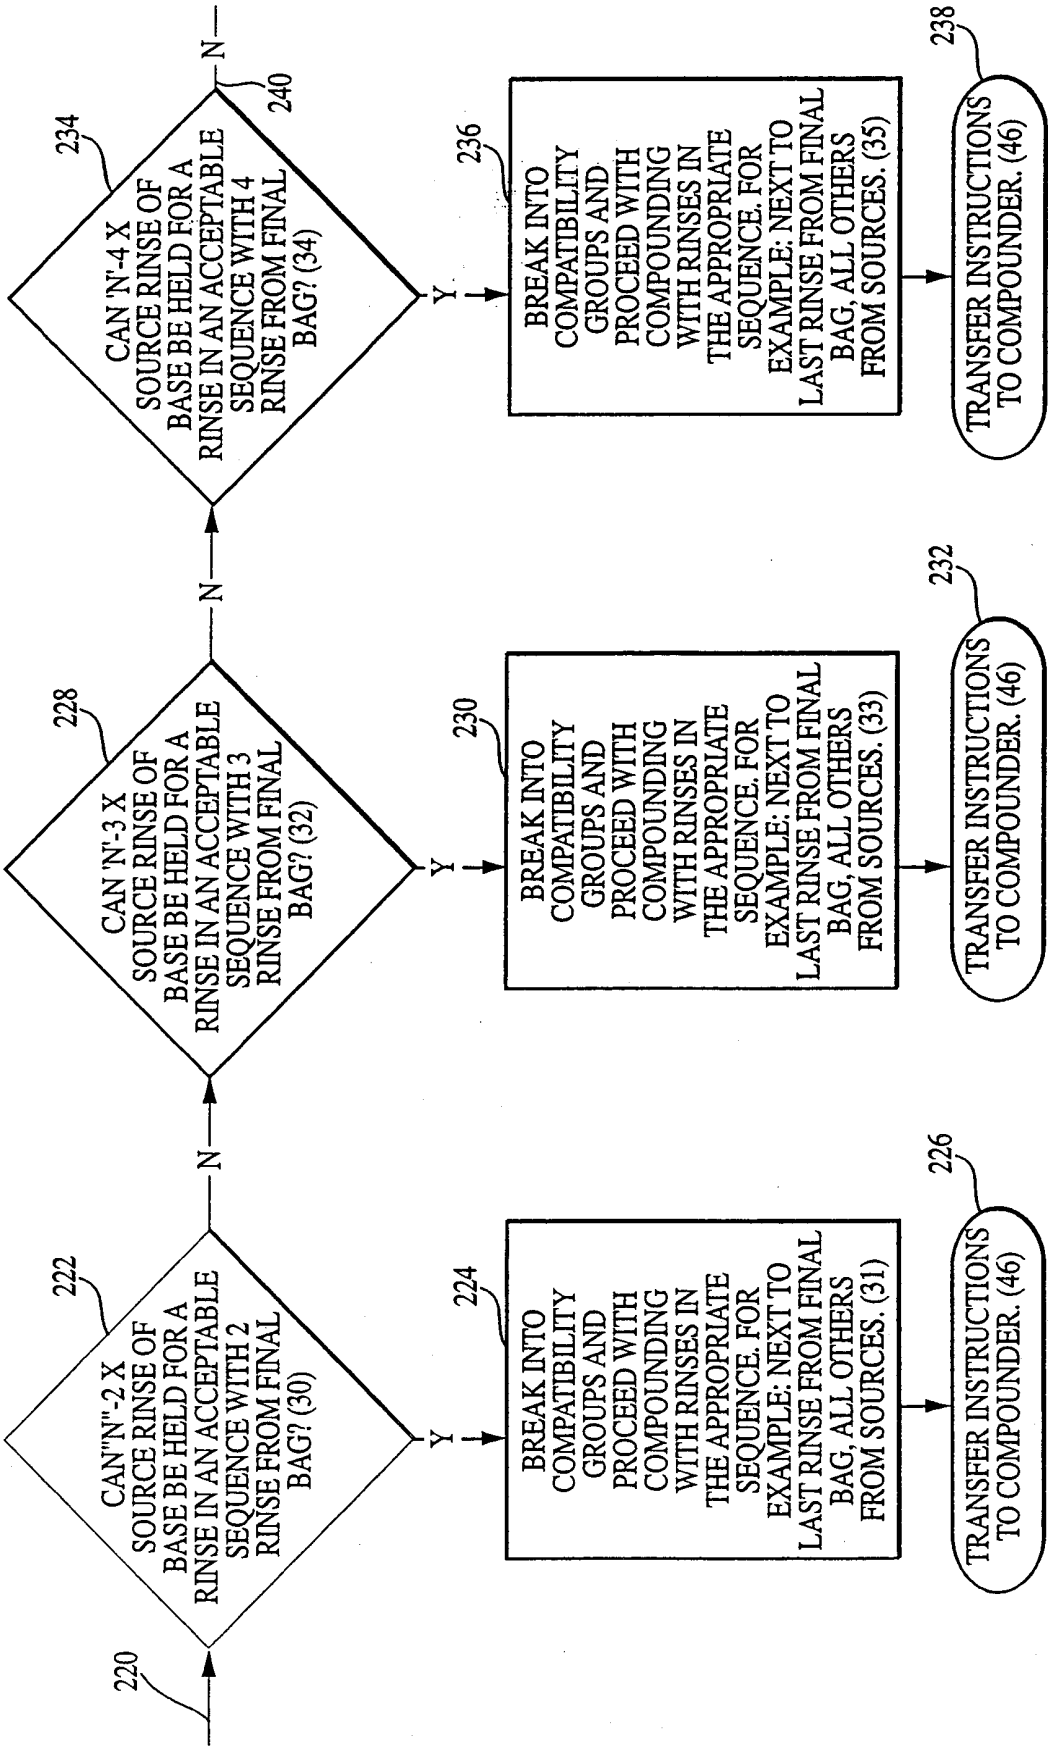 220
222
CAN"N"-2 X
SOURCE RINSE OF
BASE BE HELD FOR A
RINSE IN AN ACCEPTABLE
SEQUENCE WITH 2
RINSE FROM FINAL
BAG? (30)
N
Y
224
BREAK INTO
COMPATIBILITY
GROUPS AND
PROCEED WITH
COMPOUNDING
WITH RINSES IN
THE APPROPRIATE
SEQUENCE. FOR
EXAMPLE: NEXT TO
LAST RINSE FROM FINAL
BAG, ALL OTHERS
FROM SOURCES. (31)
226
TRANSFER INSTRUCTIONS
TO COMPOUNDER. (46)
228
CAN 'N'-3 X
SOURCE RINSE OF
BASE BE HELD FOR A
RINSE IN AN ACCEPTABLE
SEQUENCE WITH 3
RINSE FROM FINAL
BAG? (32)
N
Y
230
BREAK INTO
COMPATIBILITY
GROUPS AND
PROCEED WITH
COMPOUNDING
WITH RINSES IN
THE APPROPRIATE
SEQUENCE. FOR
EXAMPLE: NEXT TO
LAST RINSE FROM FINAL
BAG, ALL OTHERS
FROM SOURCES. (33)
232
TRANSFER INSTRUCTIONS
TO COMPOUNDER. (46)
234
CAN 'N'-4 X
SOURCE RINSE OF
BASE BE HELD FOR A
RINSE IN AN ACCEPTABLE
SEQUENCE WITH 4
RINSE FROM FINAL
BAG? (34)
N
240
Y
236
BREAK INTO
COMPATIBILITY
GROUPS AND
PROCEED WITH
COMPOUNDING
WITH RINSES IN
THE APPROPRIATE
SEQUENCE. FOR
EXAMPLE: NEXT TO
LAST RINSE FROM FINAL
BAG, ALL OTHERS
FROM SOURCES. (35)
238
TRANSFER INSTRUCTIONS
TO COMPOUNDER. (46)